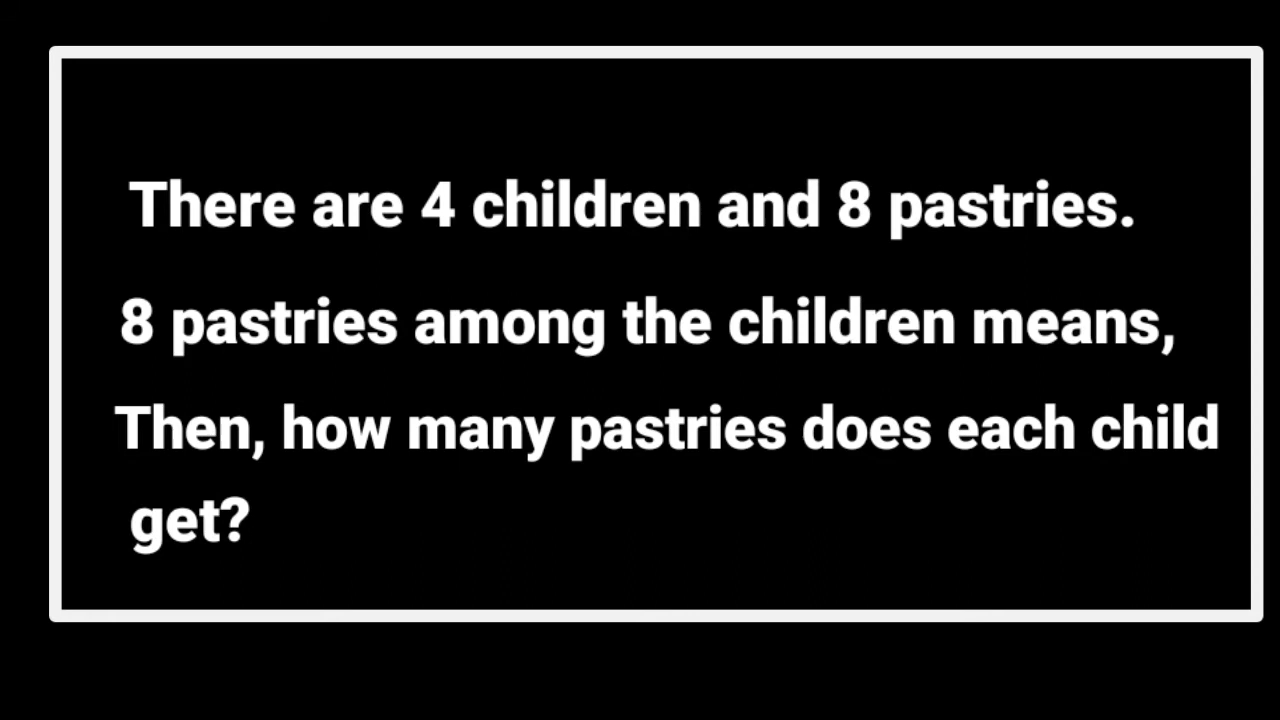 There are 4 children and 8 pastries.
8 pastries among the children means,
Then, how many pastries does each child
get?